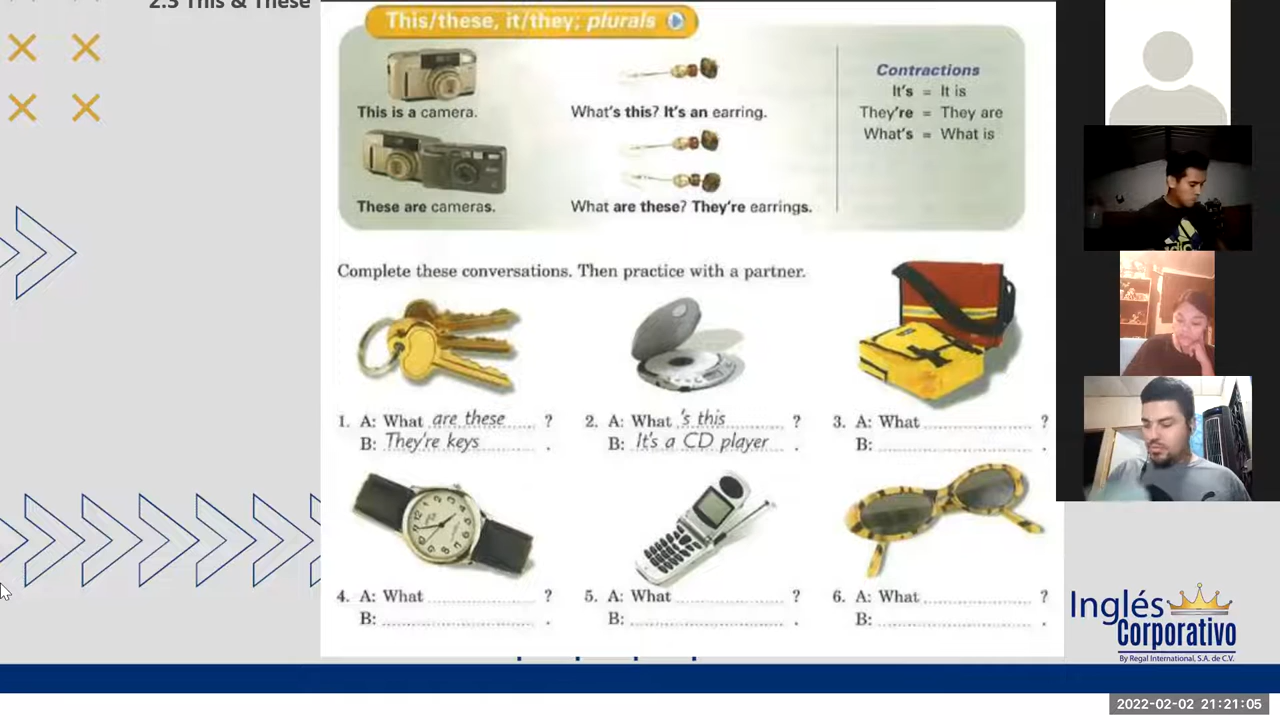 2.3 This & These
This/these, it/they; plurals
This is a camera.
What's this? It's an earring.
These are cameras.
What are these? They're earrings.
Contractions
It's = It is
They're = They are
What's = What is
Complete these conversations. Then practice with a partner.
1. A: What are these ?
B: They're keys .
2. A: What 's this ?
B: It's a CD player .
3. A: What ?
B: .
4. A: What ?
B: .
5. A: What ?
B: .
6. A: What ?
B: .
Inglés
Corporativo
By Regal International, S.A. de C.V.
2022-02-02 21:21:05